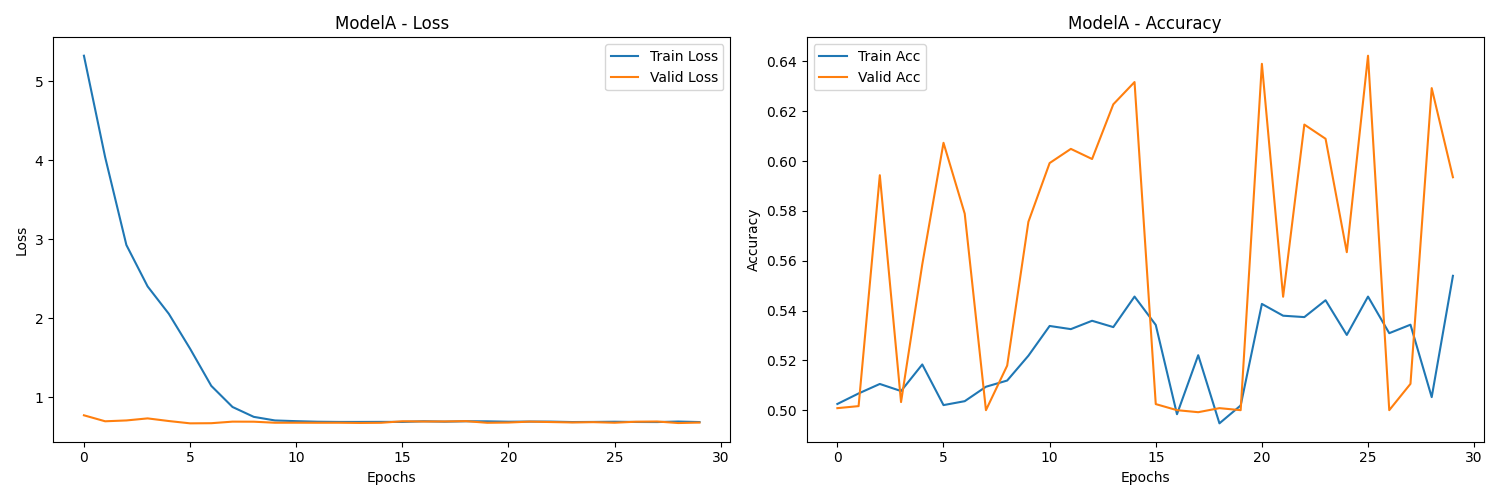 ModelA - Loss
Train Loss
Valid Loss
Loss
5
4
3
2
1
0 5 10 15 20 25 30
Epochs
ModelA - Accuracy
Train Acc
Valid Acc
Accuracy
0.64
0.62
0.60
0.58
0.56
0.54
0.52
0.50
0 5 10 15 20 25 30
Epochs